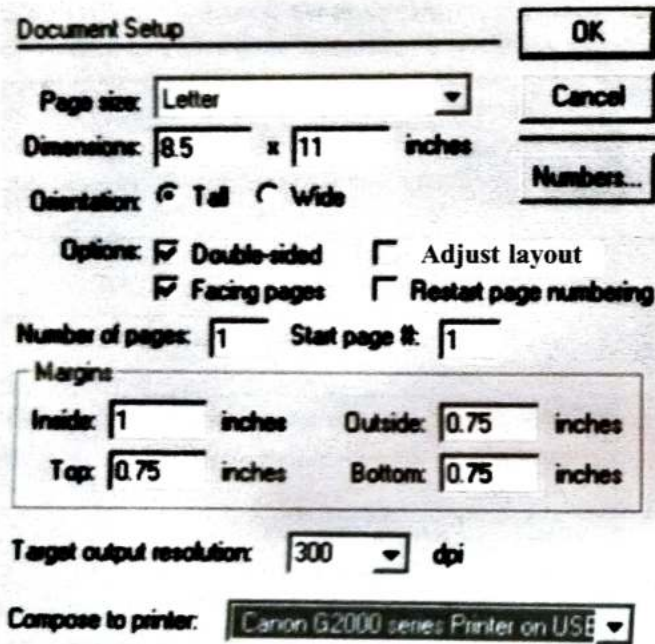 Document Setup
OK
Page size: Letter
Cancel
Dimensions: 8.5 x 11 inches
Numbers...
Orientation: Tall Wide
Options: Double-sided Adjust layout
Facing pages Restart page numbering
Number of pages: 1 Start page #: 1
Margins
Inside: 1 inches Outside: 0.75 inches
Top: 0.75 inches Bottom: 0.75 inches
Target output resolution: 300 dpi
Compose to printer: Canon G2000 series Printer on USB